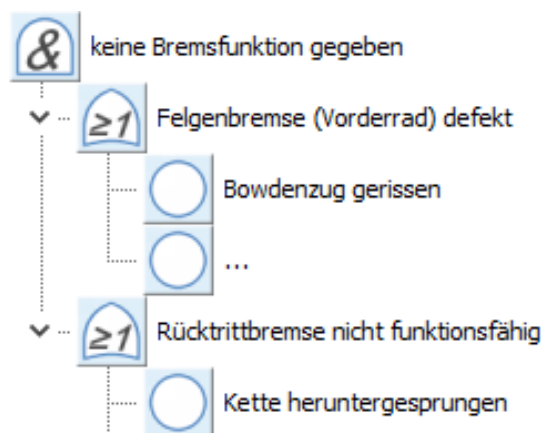 & keine Bremsfunktion gegeben
≥1 Felgenbremse (Vorderrad) defekt
Bowdenzug gerissen
...
≥1 Rücktrittbremse nicht funktionsfähig
Kette heruntergesprungen